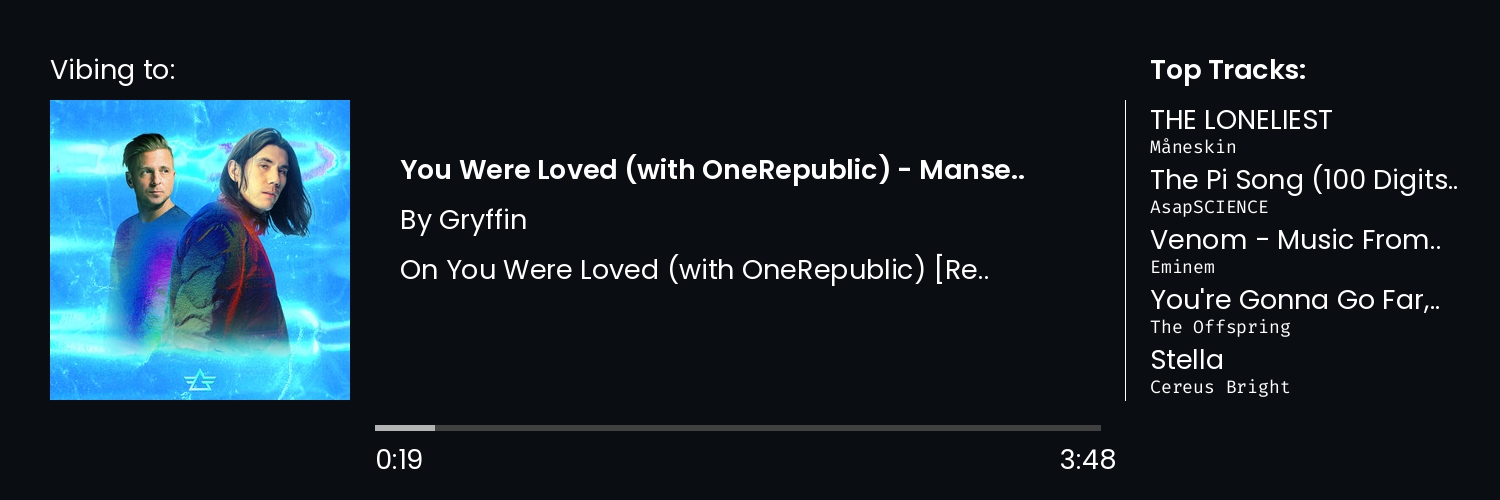 Vibing to:
You Were Loved (with OneRepublic) - Manse..
By Gryffin
On You Were Loved (with OneRepublic) [Re..
0:19
3:48
Top Tracks:
THE LONELIEST
Måneskin
The Pi Song (100 Digits..
AsapSCIENCE
Venom - Music From..
Eminem
You're Gonna Go Far,..
The Offspring
Stella
Cereus Bright